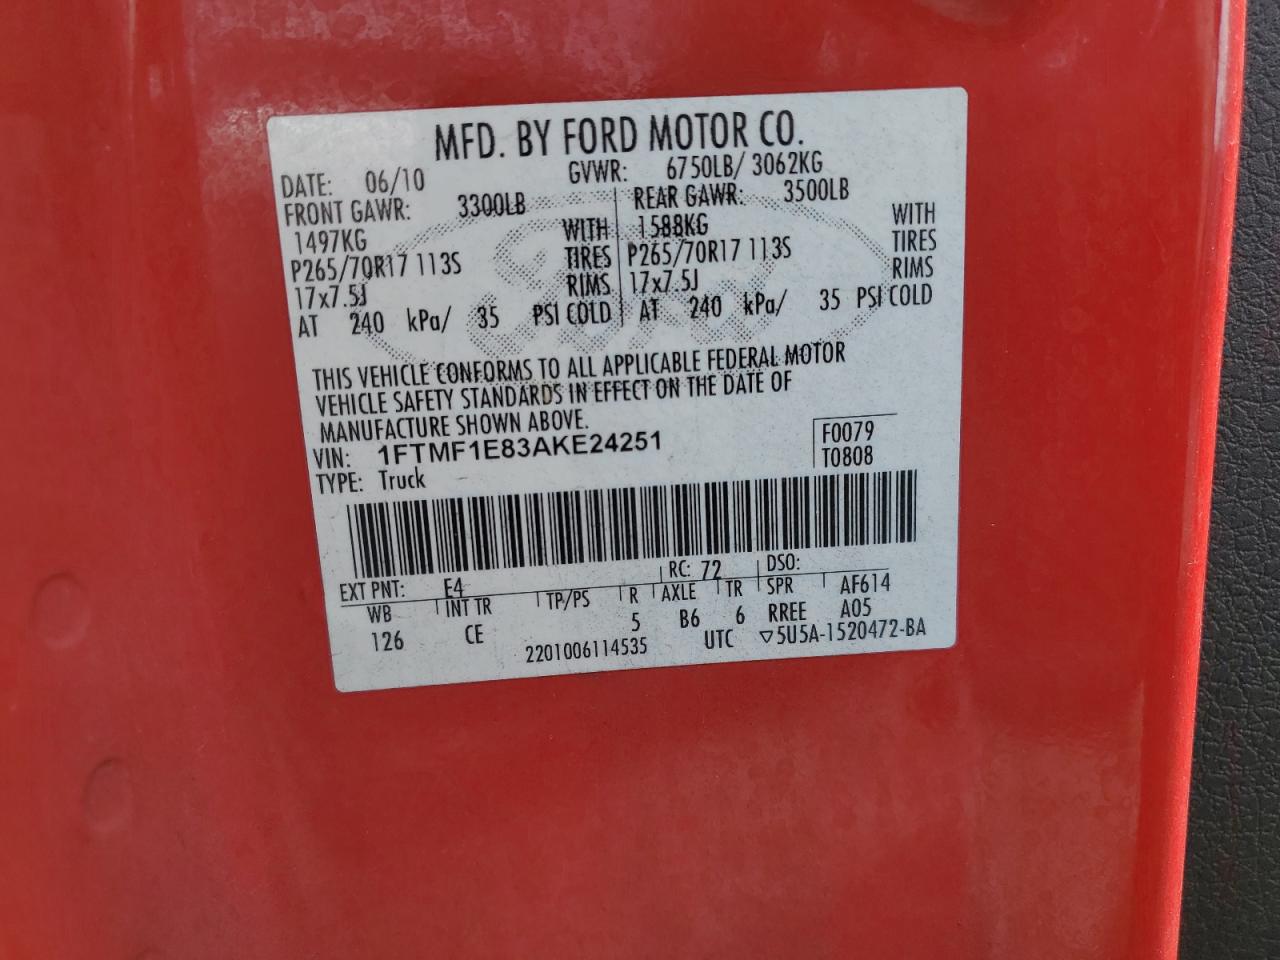 MFD. BY FORD MOTOR CO.
DATE: 06/10 GVWR: 6750LB/ 3062KG
FRONT GAWR: 3300LB REAR GAWR: 3500LB
1497KG WITH 1588KG WITH
P265/70R17 113S TIRES P265/70R17 113S TIRES
17x7.5J RIMS 17x7.5J RIMS
AT 240 kPa/ 35 PSI COLD AT 240 kPa/ 35 PSI COLD
THIS VEHICLE CONFORMS TO ALL APPLICABLE FEDERAL MOTOR
VEHICLE SAFETY STANDARDS IN EFFECT ON THE DATE OF
MANUFACTURE SHOWN ABOVE.
VIN: 1FTMF1E83AKE24251 F0079
TYPE: Truck T0808
EXT PNT: E4 RC: 72 DSO:
WB INT TR TP/PS R AXLE TR SPR AF614
126 CE 5 B6 6 RREE A05
2201006114535 UTC ▽5U5A-1520472-BA